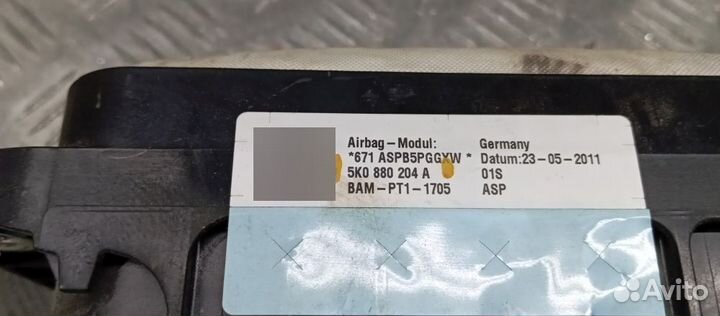 Airbag-Modul: Germany
*671 ASPB5PGGXW * Datum:23-05-2011
5K0 880 204 A 01S
BAM-PT1-1705 ASP
Avito